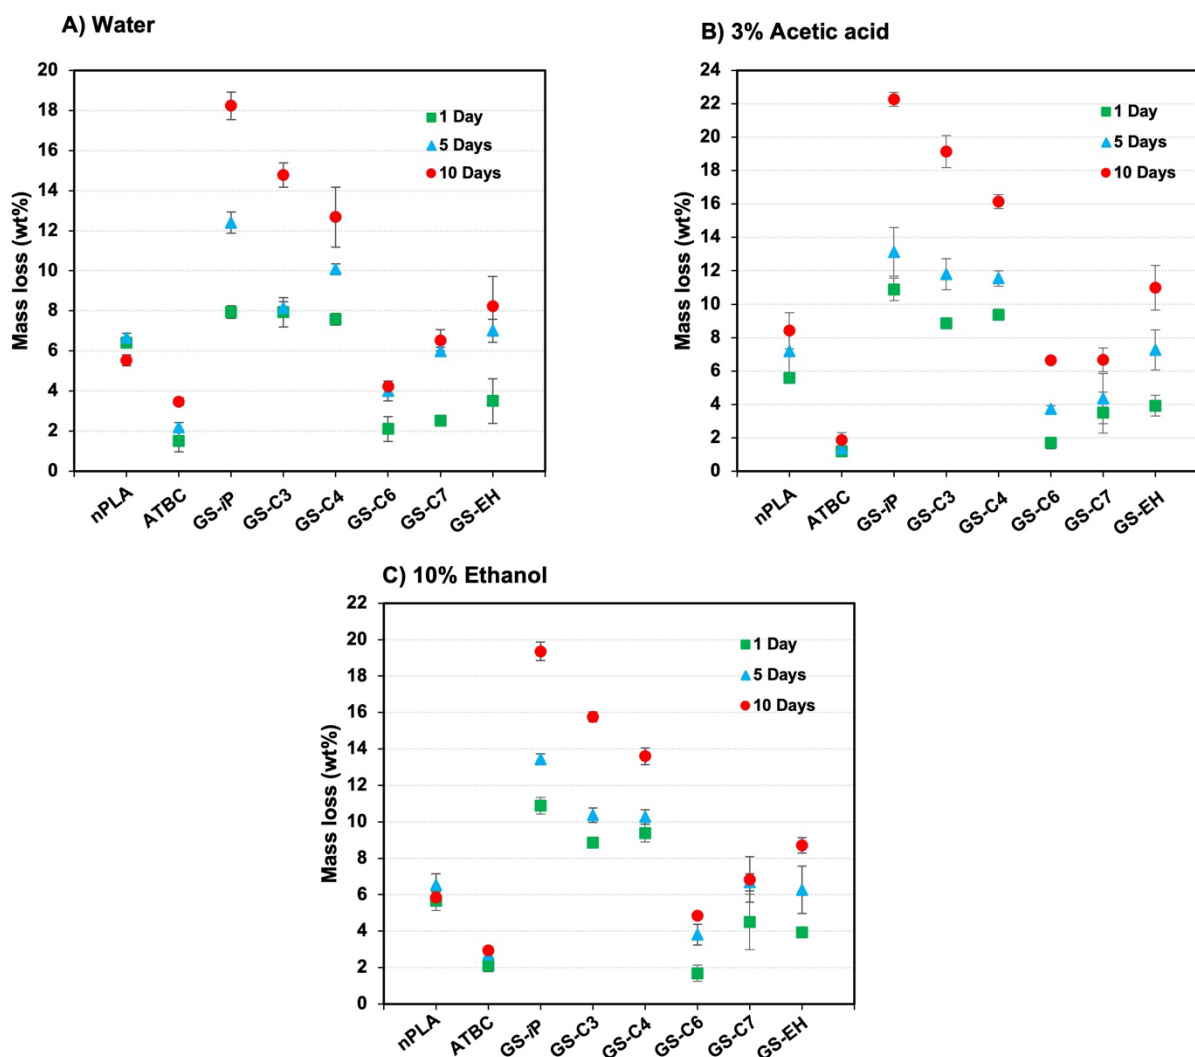 A) Water
Mass loss (wt%)
20
18
16
14
12
10
8
6
4
2
0
1 Day
5 Days
10 Days
nPLA
ATBC
GS-iP
GS-C3
GS-C4
GS-C6
GS-C7
GS-EH
B) 3% Acetic acid
Mass loss (wt%)
24
22
20
18
16
14
12
10
8
6
4
2
0
1 Day
5 Days
10 Days
nPLA
ATBC
GS-iP
GS-C3
GS-C4
GS-C6
GS-C7
GS-EH
C) 10% Ethanol
Mass loss (wt%)
22
20
18
16
14
12
10
8
6
4
2
0
1 Day
5 Days
10 Days
nPLA
ATBC
GS-iP
GS-C3
GS-C4
GS-C6
GS-C7
GS-EH